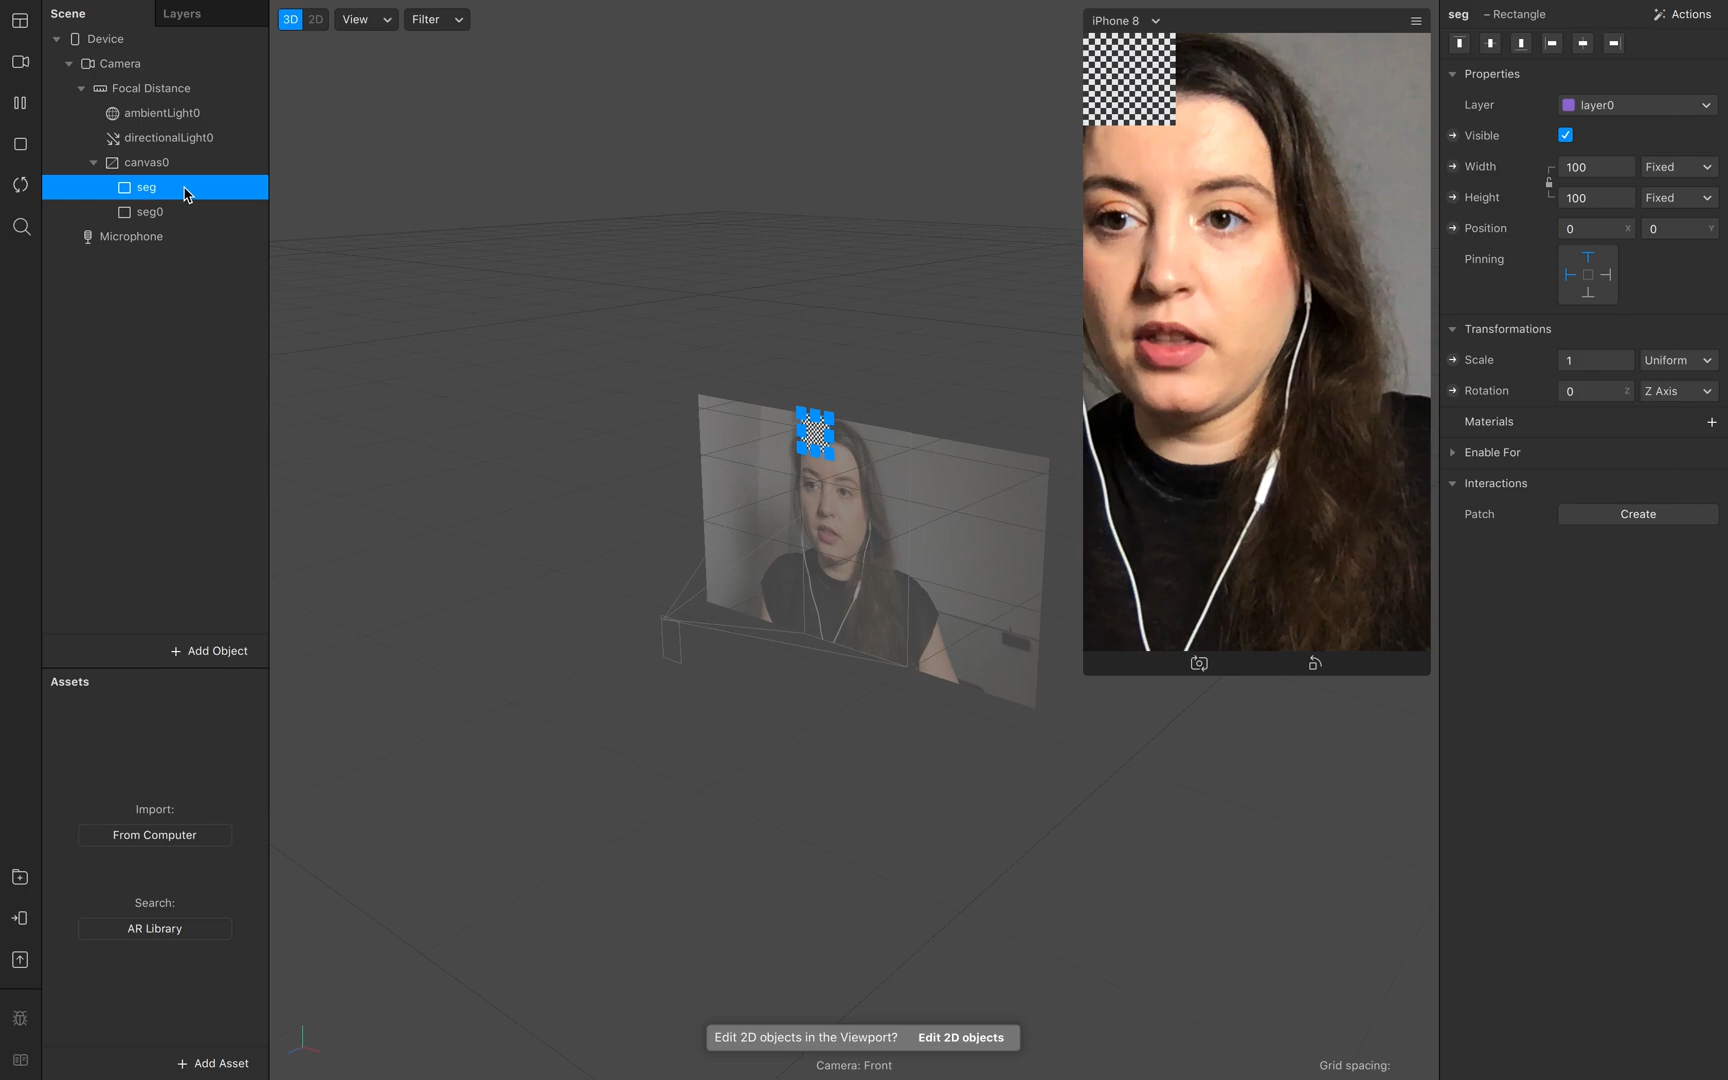 Scene
Layers
Device
Camera
Focal Distance
ambientLight0
directionalLight0
canvas0
seg
seg0
Microphone
+ Add Object
Assets
Import:
From Computer
Search:
AR Library
+ Add Asset
3D 2D
View
Filter
iPhone 8
Edit 2D objects in the Viewport? Edit 2D objects
Camera: Front
Grid spacing:
seg – Rectangle
Actions
Properties
Layer layer0
Visible
Width 100 Fixed
Height 100 Fixed
Position 0 X 0 Y
Pinning
Transformations
Scale 1 Uniform
Rotation 0 Z Z Axis
Materials +
Enable For
Interactions
Patch Create